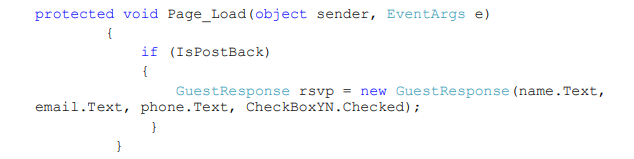 protected void Page_Load(object sender, EventArgs e)
{
if (IsPostBack)
{
GuestResponse rsvp = new GuestResponse(name.Text,
email.Text, phone.Text, CheckBoxYN.Checked);
}
}